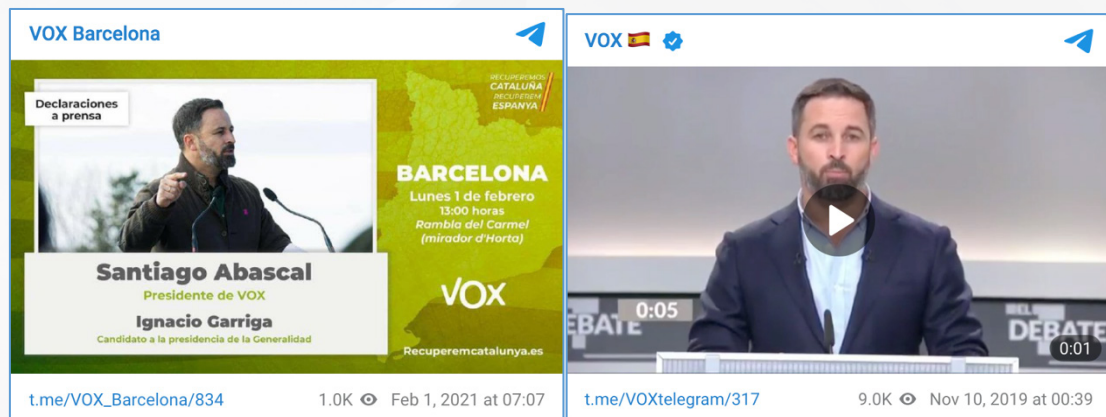 VOX Barcelona
Declaraciones
a prensa
RECUPEREMOS
CATALUÑA
RECUPEREM
ESPANYA
BARCELONA
Lunes 1 de febrero
13:00 horas
Rambla del Carmel
(mirador d'Horta)
Santiago Abascal
Presidente de VOX
Ignacio Garriga
Candidato a la presidencia de la Generalidad
VOX
Recuperemcatalunya.es
t.me/VOX_Barcelona/834
1.0K
Feb 1, 2021 at 07:07
VOX
0:05
EBATE
EL
DEBATE
0:01
t.me/VOXtelegram/317
9.0K
Nov 10, 2019 at 00:39